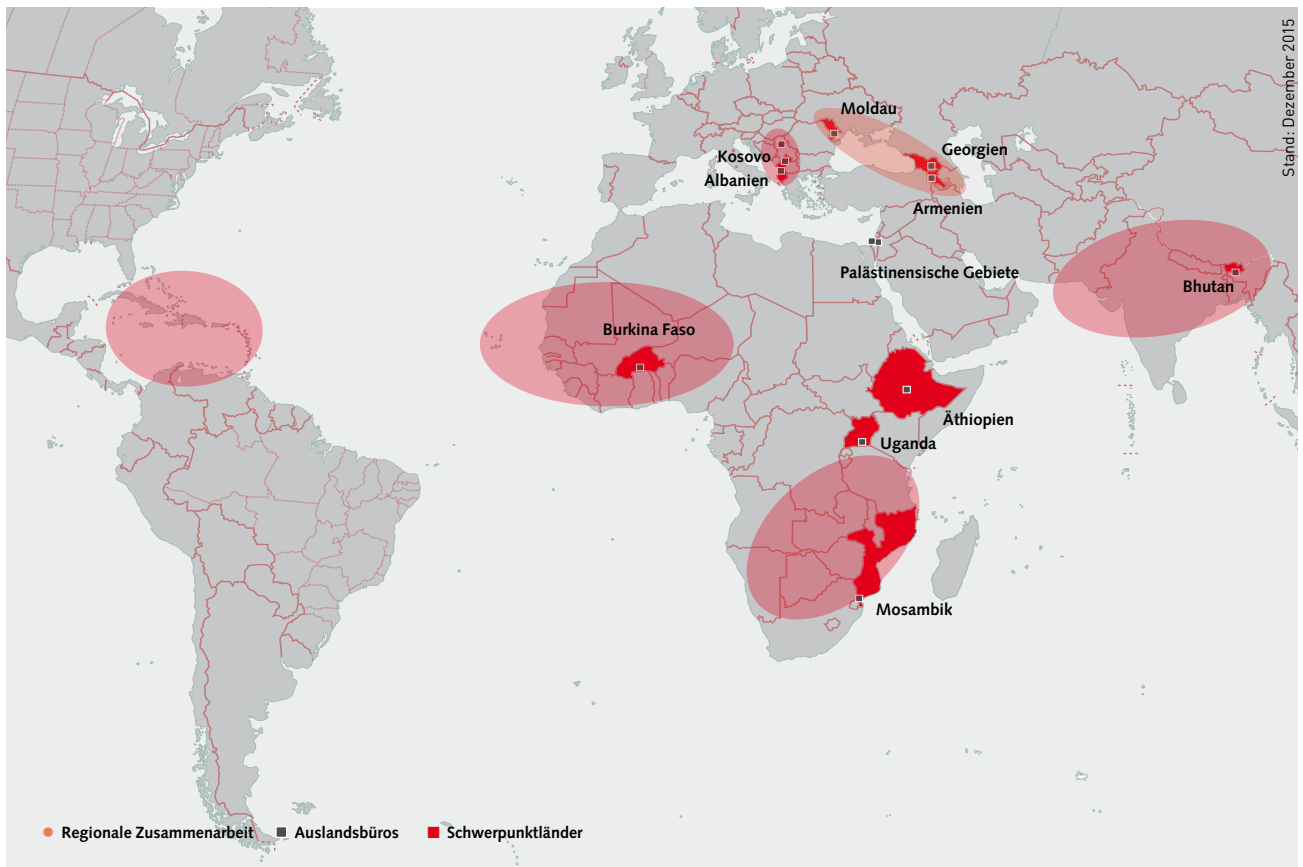 Stand: Dezember 2015
Moldau
Georgien
Kosovo
Albanien
Armenien
Palästinensische Gebiete
Bhutan
Burkina Faso
Äthiopien
Uganda
Mosambik
Regionale Zusammenarbeit
Auslandsbüros
Schwerpunktländer